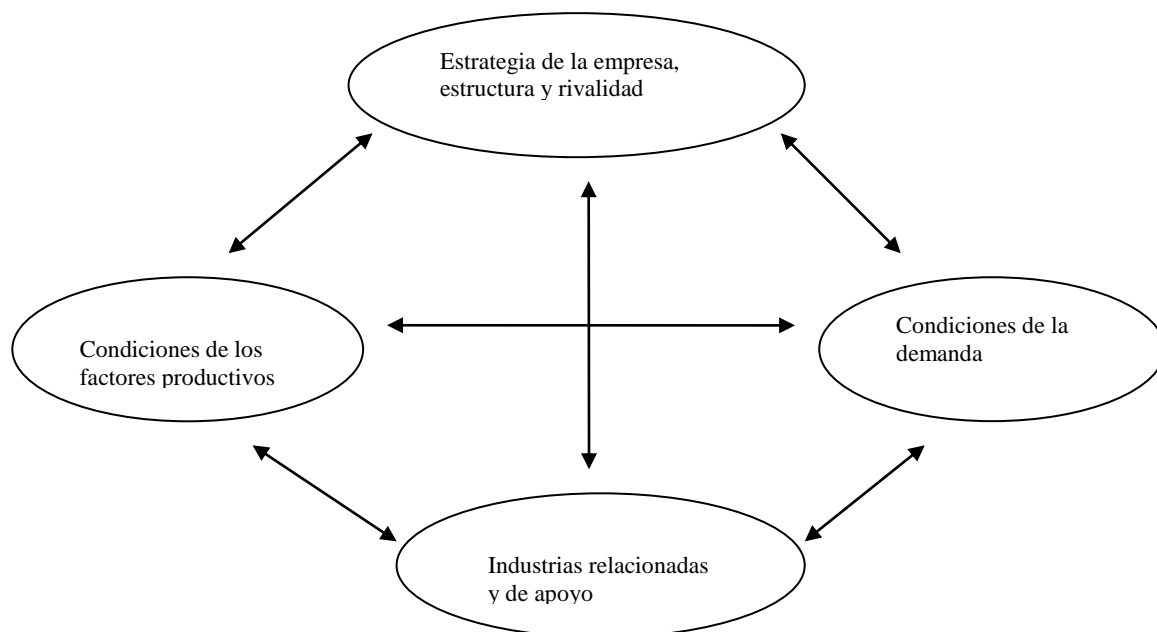 Estrategia de la empresa,
estructura y rivalidad
Condiciones de los
factores productivos
Condiciones de la
demanda
Industrias relacionadas
y de apoyo